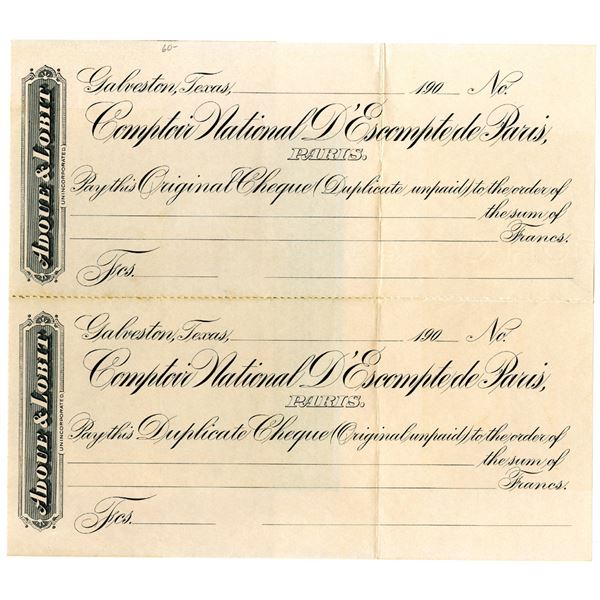 60-
Galveston, Texas, 190 No.
Comptoir National D'Escompte, de Paris,
PARIS.
Pay this Original Cheque (Duplicate unpaid) to the order of
the sum of
Francs.
Fcs.
ADOUE & LOBIT
UNINCORPORATED.
Galveston, Texas, 190 No.
Comptoir National D'Escompte, de Paris,
PARIS.
Pay this Duplicate Cheque (Original unpaid) to the order of
the sum of
Francs.
Fcs.
ADOUE & LOBIT
UNINCORPORATED.